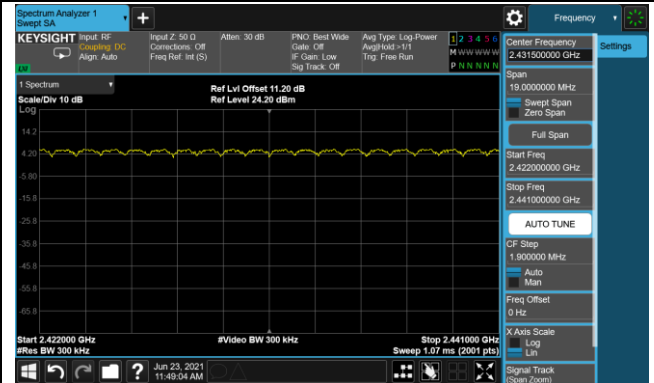 Spectrum Analyzer 1
Swept SA
Frequency
KEYSIGHT
Input: RF
Coupling: DC
Align: Auto
Input Z: 50 Ω
Corrections: Off
Freq Ref: Int (S)
Atten: 30 dB
PNO: Best Wide
Gate: Off
IF Gain: Low
Sig Track: Off
Avg Type: Log-Power
Avg|Hold:>1/1
Trig: Free Run
1 2 3 4 5 6
M W W W W W
P N N N N N
1 Spectrum
Scale/Div 10 dB
Ref Lvl Offset 11.20 dB
Ref Level 24.20 dBm
Log
14.2
4.20
-5.80
-15.8
-25.8
-35.8
-45.8
-55.8
-65.8
Start 2.422000 GHz
#Res BW 300 kHz
#Video BW 300 kHz
Stop 2.441000 GHz
Sweep 1.07 ms (2001 pts)
Center Frequency
2.431500000 GHz
Settings
Span
19.0000000 MHz
Swept Span
Zero Span
Full Span
Start Freq
2.422000000 GHz
Stop Freq
2.441000000 GHz
AUTO TUNE
CF Step
1.900000 MHz
Auto
Man
Freq Offset
0 Hz
X Axis Scale
Log
Lin
Signal Track
(Span Zoom)
Jun 23, 2021
11:49:04 AM